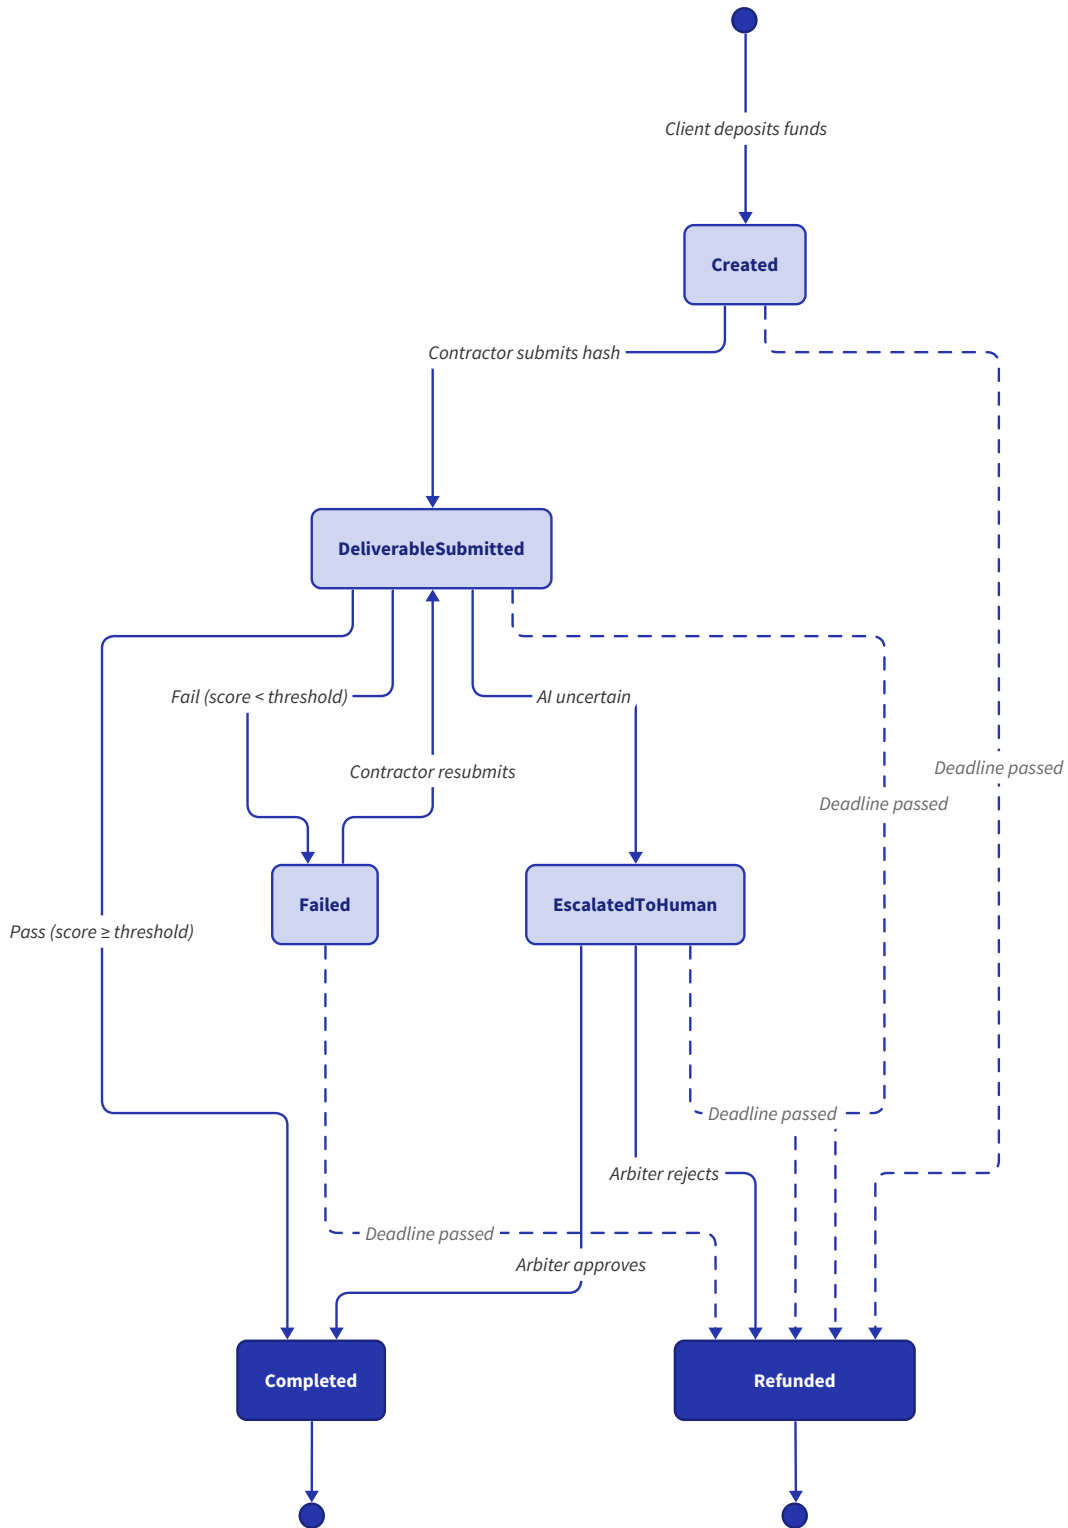 Client deposits funds
Created
Contractor submits hash
DeliverableSubmitted
Fail (score < threshold)
AI uncertain
Contractor resubmits
Deadline passed
Deadline passed
Failed
EscalatedToHuman
Pass (score ≥ threshold)
Deadline passed
Arbiter rejects
Deadline passed
Arbiter approves
Completed
Refunded